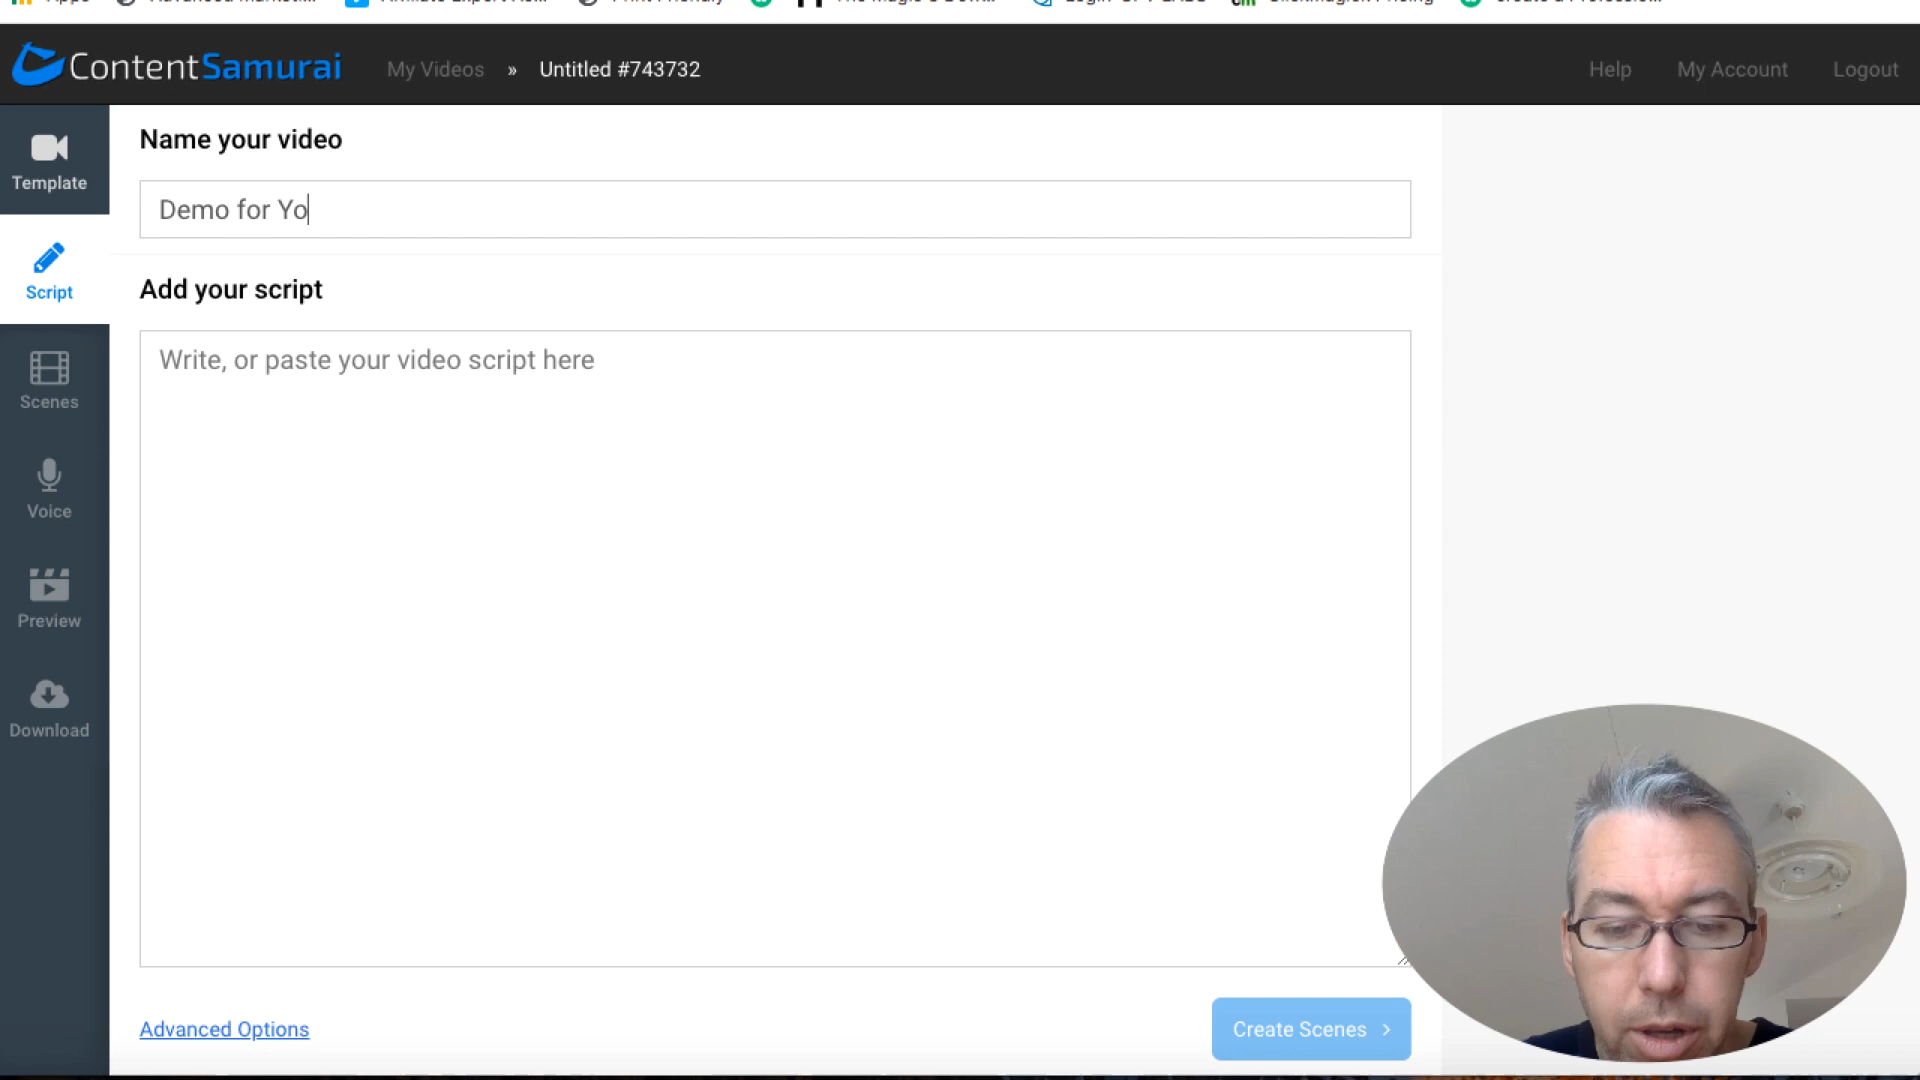 ContentSamurai
My Videos » Untitled #743732
Help
My Account
Logout
Template
Script
Scenes
Voice
Preview
Download
Name your video
Demo for Yo
Add your script
Write, or paste your video script here
Advanced Options
Create Scenes >